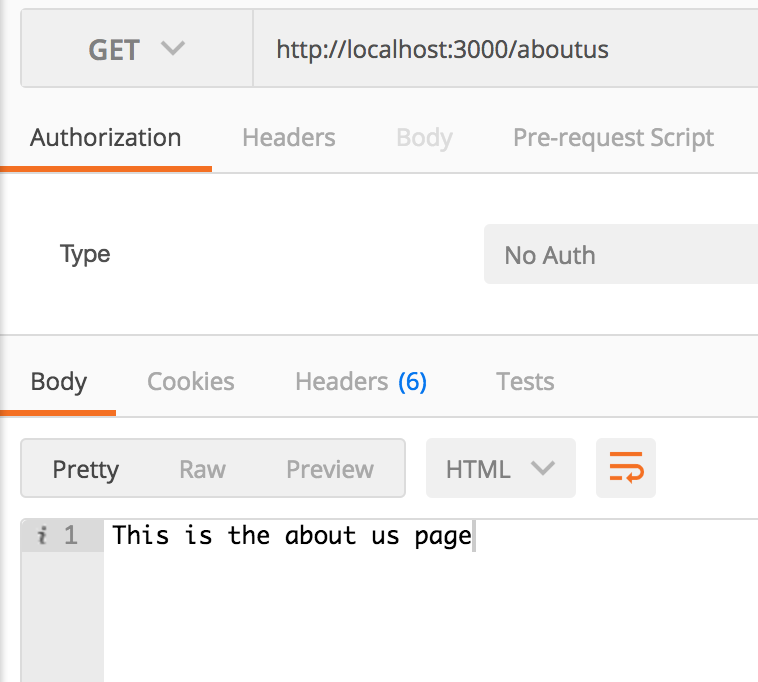 GET http://localhost:3000/aboutus
Authorization Headers Body Pre-request Script
Type No Auth
Body Cookies Headers (6) Tests
Pretty Raw Preview HTML
i 1 This is the about us page